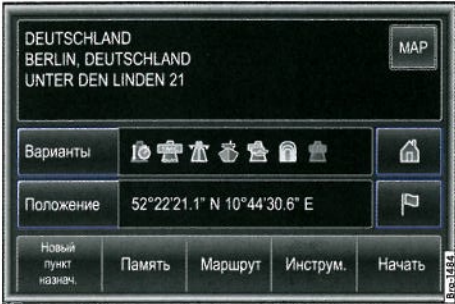 DEUTSCHLAND
BERLIN, DEUTSCHLAND
UNTER DEN LINDEN 21
MAP
Варианты
Положение
52°22'21.1" N 10°44'30.6" E
Новый
пункт
назнач.
Память
Маршрут
Инструм.
Начать
Brg-1484